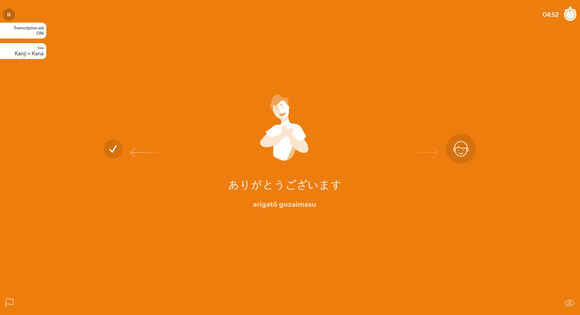 04:52
Transcription aid
ON
Kana
Kanji + Kana
ありがとうございます
arigatō gozaimasu